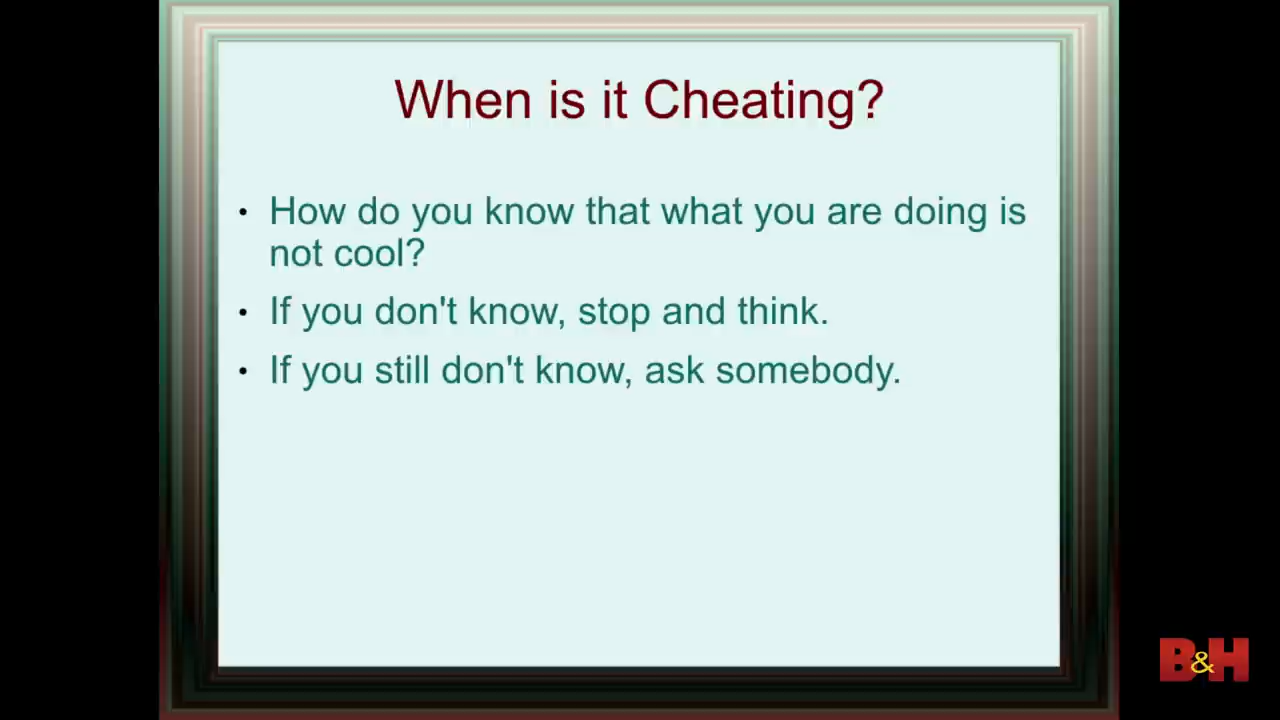 When is it Cheating?
• How do you know that what you are doing is
not cool?
• If you don't know, stop and think.
• If you still don't know, ask somebody.
B&H